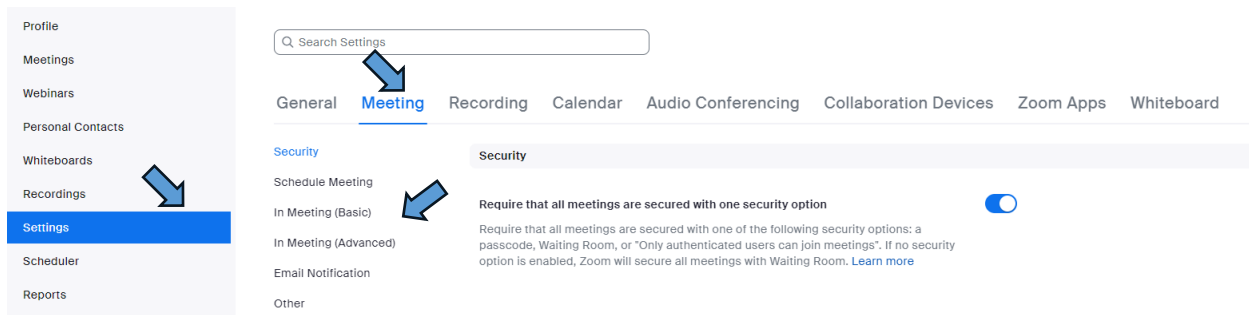 Profile
Meetings
Webinars
Personal Contacts
Whiteboards
Recordings
Settings
Scheduler
Reports
Search Settings
General Meeting Recording Calendar Audio Conferencing Collaboration Devices Zoom Apps Whiteboard
Security
Schedule Meeting
In Meeting (Basic)
In Meeting (Advanced)
Email Notification
Other
Security
Require that all meetings are secured with one security option
Require that all meetings are secured with one of the following security options: a
passcode, Waiting Room, or "Only authenticated users can join meetings". If no security
option is enabled, Zoom will secure all meetings with Waiting Room. Learn more